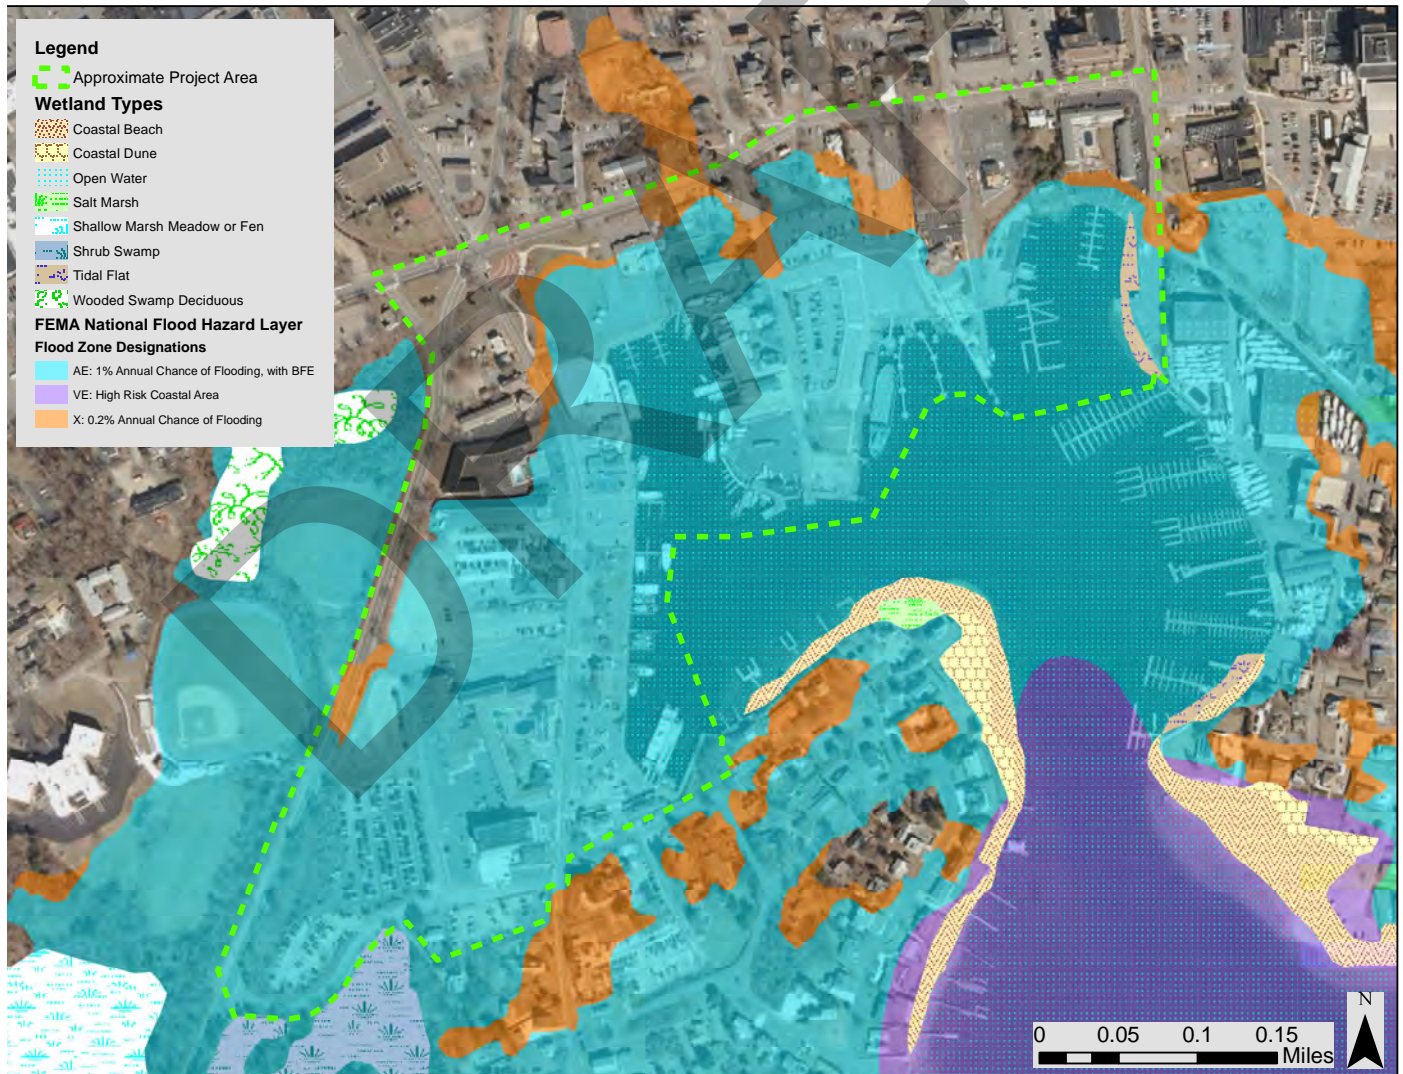 Legend
Approximate Project Area
Wetland Types
Coastal Beach
Coastal Dune
Open Water
Salt Marsh
Shallow Marsh Meadow or Fen
Shrub Swamp
Tidal Flat
Wooded Swamp Deciduous
FEMA National Flood Hazard Layer
Flood Zone Designations
AE: 1% Annual Chance of Flooding, with BFE
VE: High Risk Coastal Area
X: 0.2% Annual Chance of Flooding
DRAFT
N
0 0.05 0.1 0.15
Miles